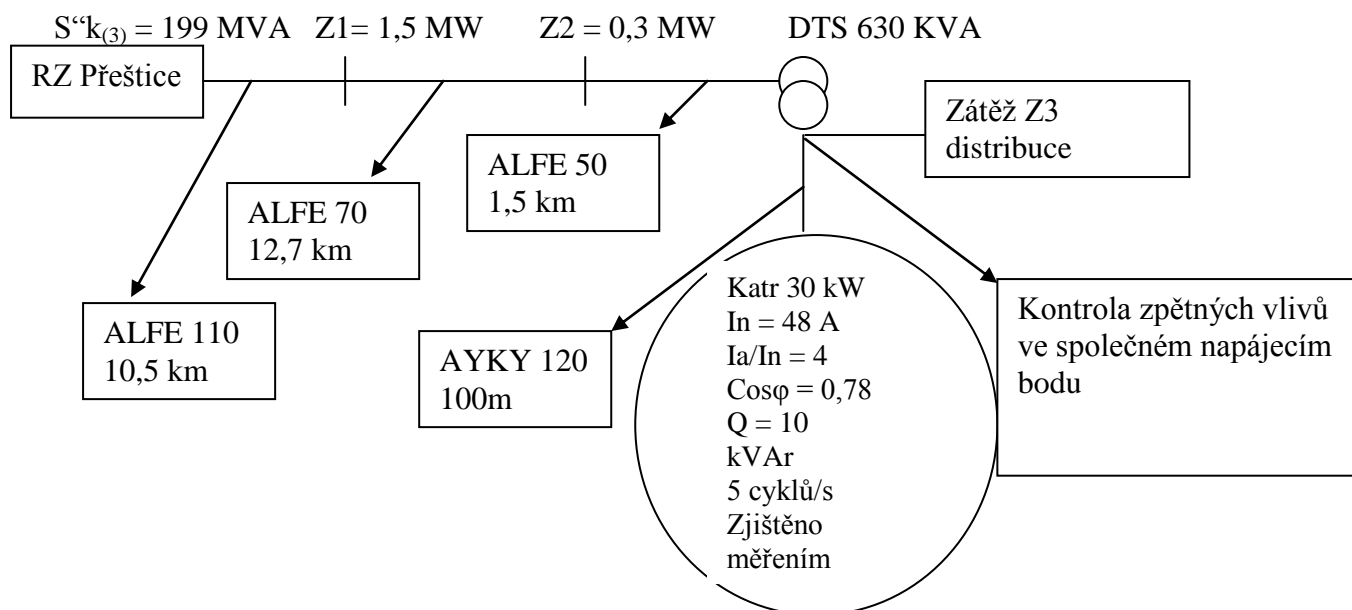 S“k(3) = 199 MVA Z1= 1,5 MW Z2 = 0,3 MW DTS 630 KVA
RZ Přeštice
Zátěž Z3
distribuce
ALFE 50
1,5 km
ALFE 70
12,7 km
ALFE 110
10,5 km
AYKY 120
100m
Katr 30 kW
In = 48 A
Ia/In = 4
Cosφ = 0,78
Q = 10
kVAr
5 cyklů/s
Zjištěno
měřením
Kontrola zpětných vlivů
ve společném napájecím
bodu